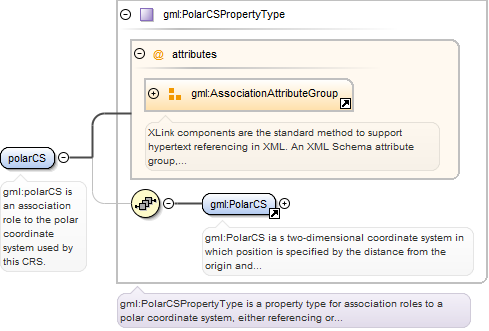 gml:PolarCSPropertyType
@ attributes
gml:AssociationAttributeGroup
XLink components are the standard method to support
hypertext referencing in XML. An XML Schema attribute
group,...
polarCS
gml:polarCS is
an association
role to the polar
coordinate
system used by
this CRS.
gml:PolarCS
gml:PolarCS ia s two-dimensional coordinate system in
which position is specified by the distance from the
origin and...
gml:PolarCSPropertyType is a property type for association roles to a
polar coordinate system, either referencing or...